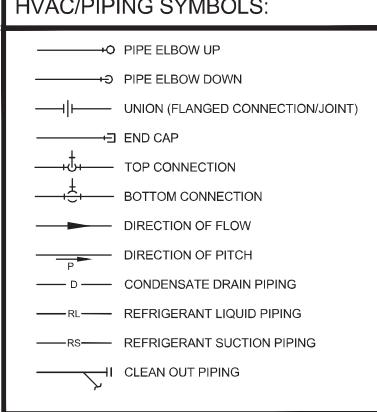 HVAC/PIPING SYMBOLS:
PIPE ELBOW UP
PIPE ELBOW DOWN
UNION (FLANGED CONNECTION/JOINT)
END CAP
TOP CONNECTION
BOTTOM CONNECTION
DIRECTION OF FLOW
DIRECTION OF PITCH
P
D CONDENSATE DRAIN PIPING
RL REFRIGERANT LIQUID PIPING
RS REFRIGERANT SUCTION PIPING
CLEAN OUT PIPING